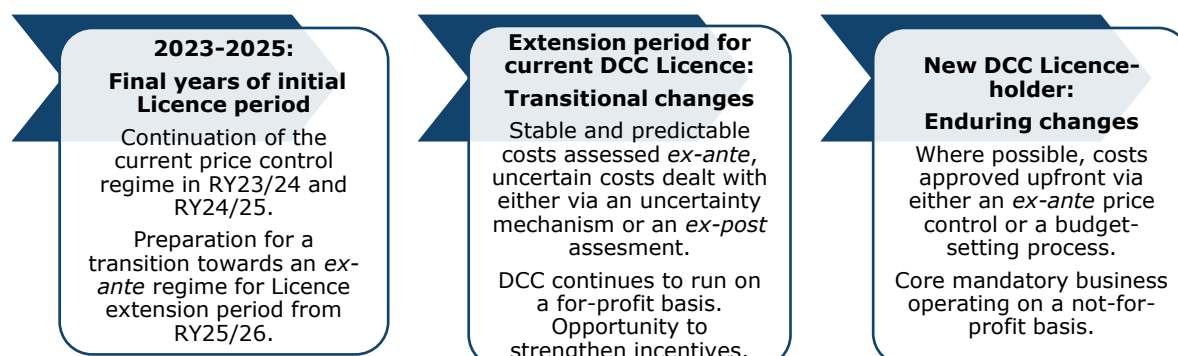 2023-2025:
Final years of initial
Licence period
Continuation of the
current price control
regime in RY23/24 and
RY24/25.
Preparation for a
transition towards an ex-
ante regime for Licence
extension period from
RY25/26.
Extension period for
current DCC Licence:
Transitional changes
Stable and predictable
costs assessed ex-ante,
uncertain costs dealt with
either via an uncertainty
mechanism or an ex-post
assesment.
DCC continues to run on
a for-profit basis.
Opportunity to
strengthen incentives.
New DCC Licence-
holder:
Enduring changes
Where possible, costs
approved upfront via
either an ex-ante price
control or a budget-
setting process.
Core mandatory business
operating on a not-for-
profit basis.